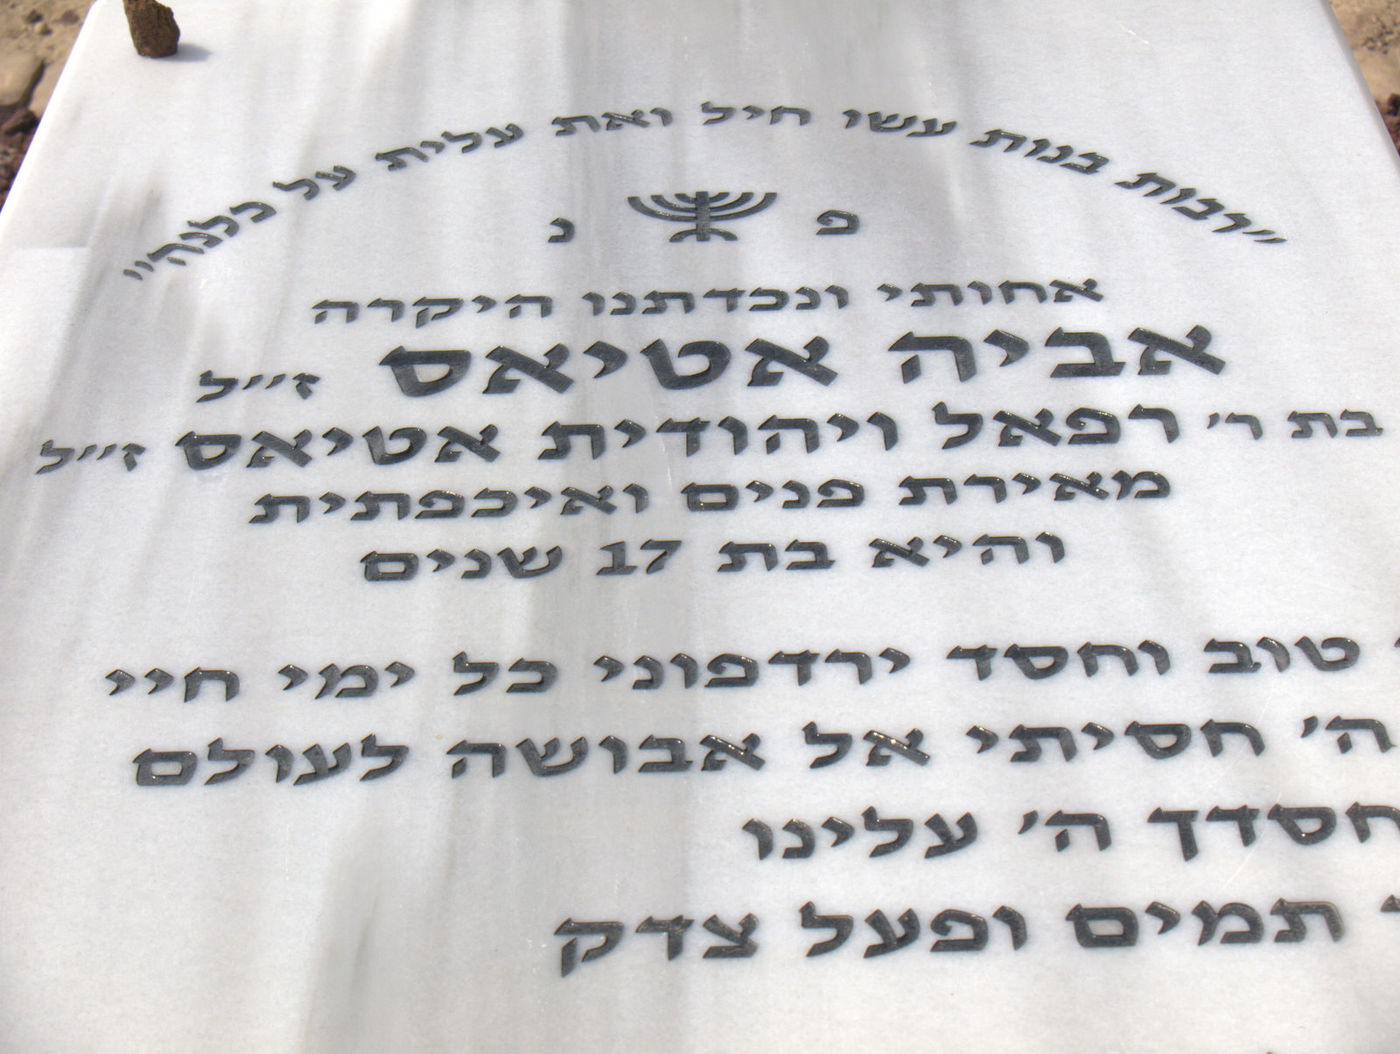 "רבות בנות עשו חיל ואת עלית על כלנה"
פ נ
אחותי ונכדתנו היקרה
אביה אטיאס ז״ל
בת ר׳ רפאל ויהודית אטיאס ז״ל
מאירת פנים ואיכפתית
והיא בת 17 שנים
טוב וחסד ירדפוני כל ימי חיי
ה׳ חסיתי אל אבושה לעולם
חסדך ה׳ עלינו
תמים ופעל צדק